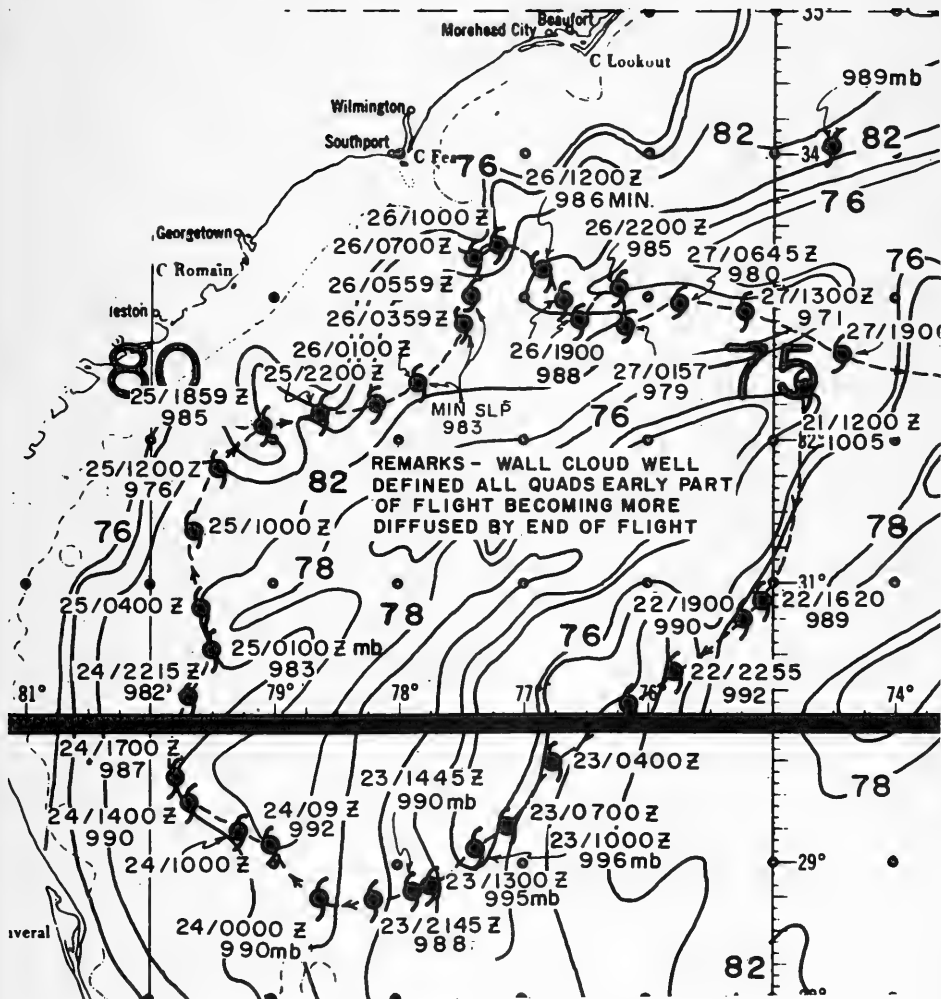 Beaufort
Morehead City
C Lookout
35°
989mb
Wilmington
82
82
Southport
34
C Fear
76
26/1200 Z
986 MIN.
76
26/1000 Z
26/2200 Z
985
Georgetown
26/0700 Z
27/0645 Z
980
76
C Romain
26/0559 Z
27/1300 Z
971
leston
26/0359 Z
27/1900
26/0100 Z
26/1900
988
80
25/2200 Z
27/0157
979
75
25/1859 Z
985
MIN SLP
983
76
21/1200 Z
1005
25/1200 Z
976
82
REMARKS - WALL CLOUD WELL
DEFINED ALL QUADS EARLY PART
OF FLIGHT BECOMING MORE
DIFFUSED BY END OF FLIGHT
76
25/1000 Z
78
78
31°
25/0400 Z
78
22/1900
990
22/1620
989
25/0100 Z mb
983
76
24/2215 Z
982
22/2255
992
81°
79°
78°
77°
76°
74°
24/1700 Z
987
23/1445 Z
990mb
23/0400 Z
78
24/1400 Z
990
24/09 Z
992
23/0700 Z
24/1000 Z
23/1000 Z
996mb
29°
23/1300 Z
995mb
24/0000 Z
990mb
23/2145 Z
988
averal
82